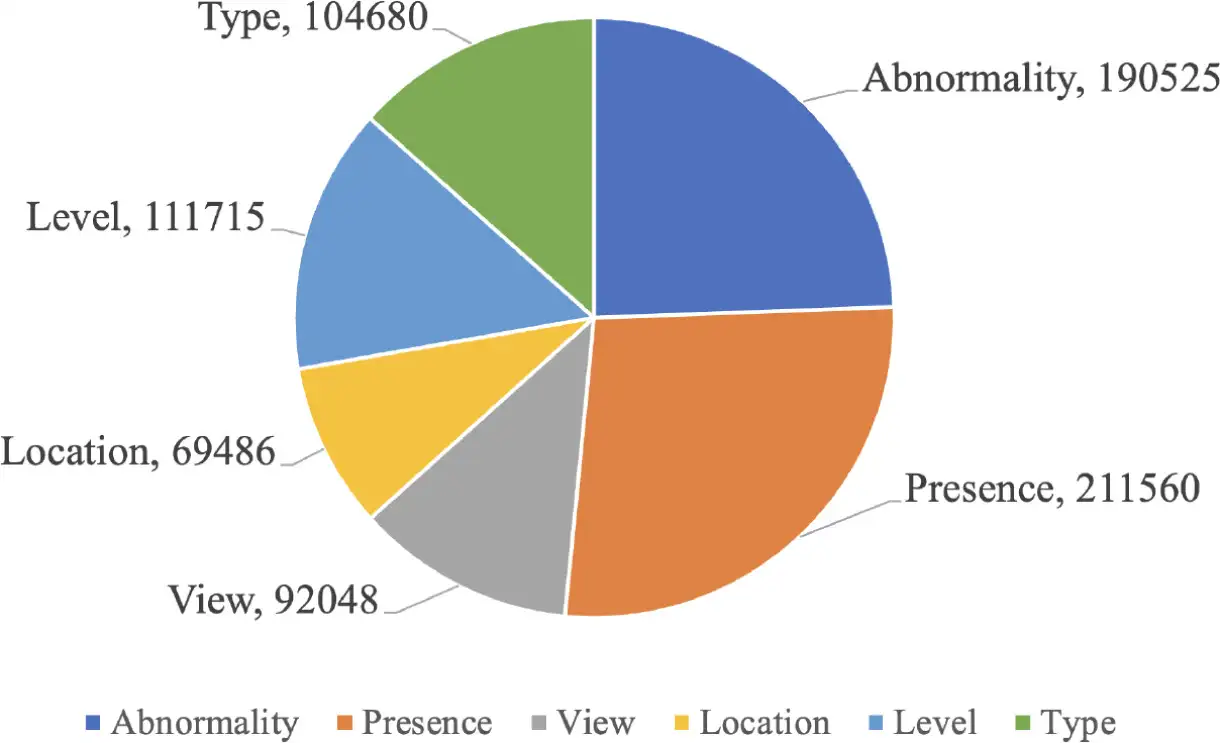 Type, 104680
Abnormality, 190525
Level, 111715
Location, 69486
Presence, 211560
View, 92048
Abnormality Presence View Location Level Type